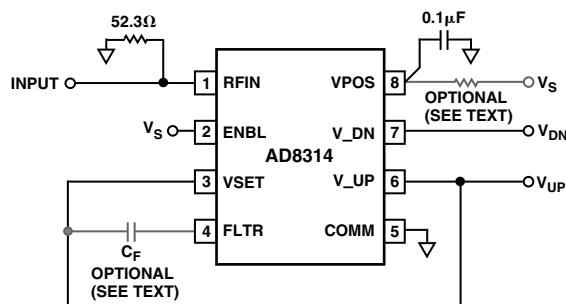 52.3Ω
0.1µF
INPUT
1 RFIN
VPOS 8
VS
OPTIONAL
(SEE TEXT)
VS
2 ENBL
V_DN 7
VDN
AD8314
3 VSET
V_UP 6
VUP
4 FLTR
COMM 5
CF
OPTIONAL
(SEE TEXT)